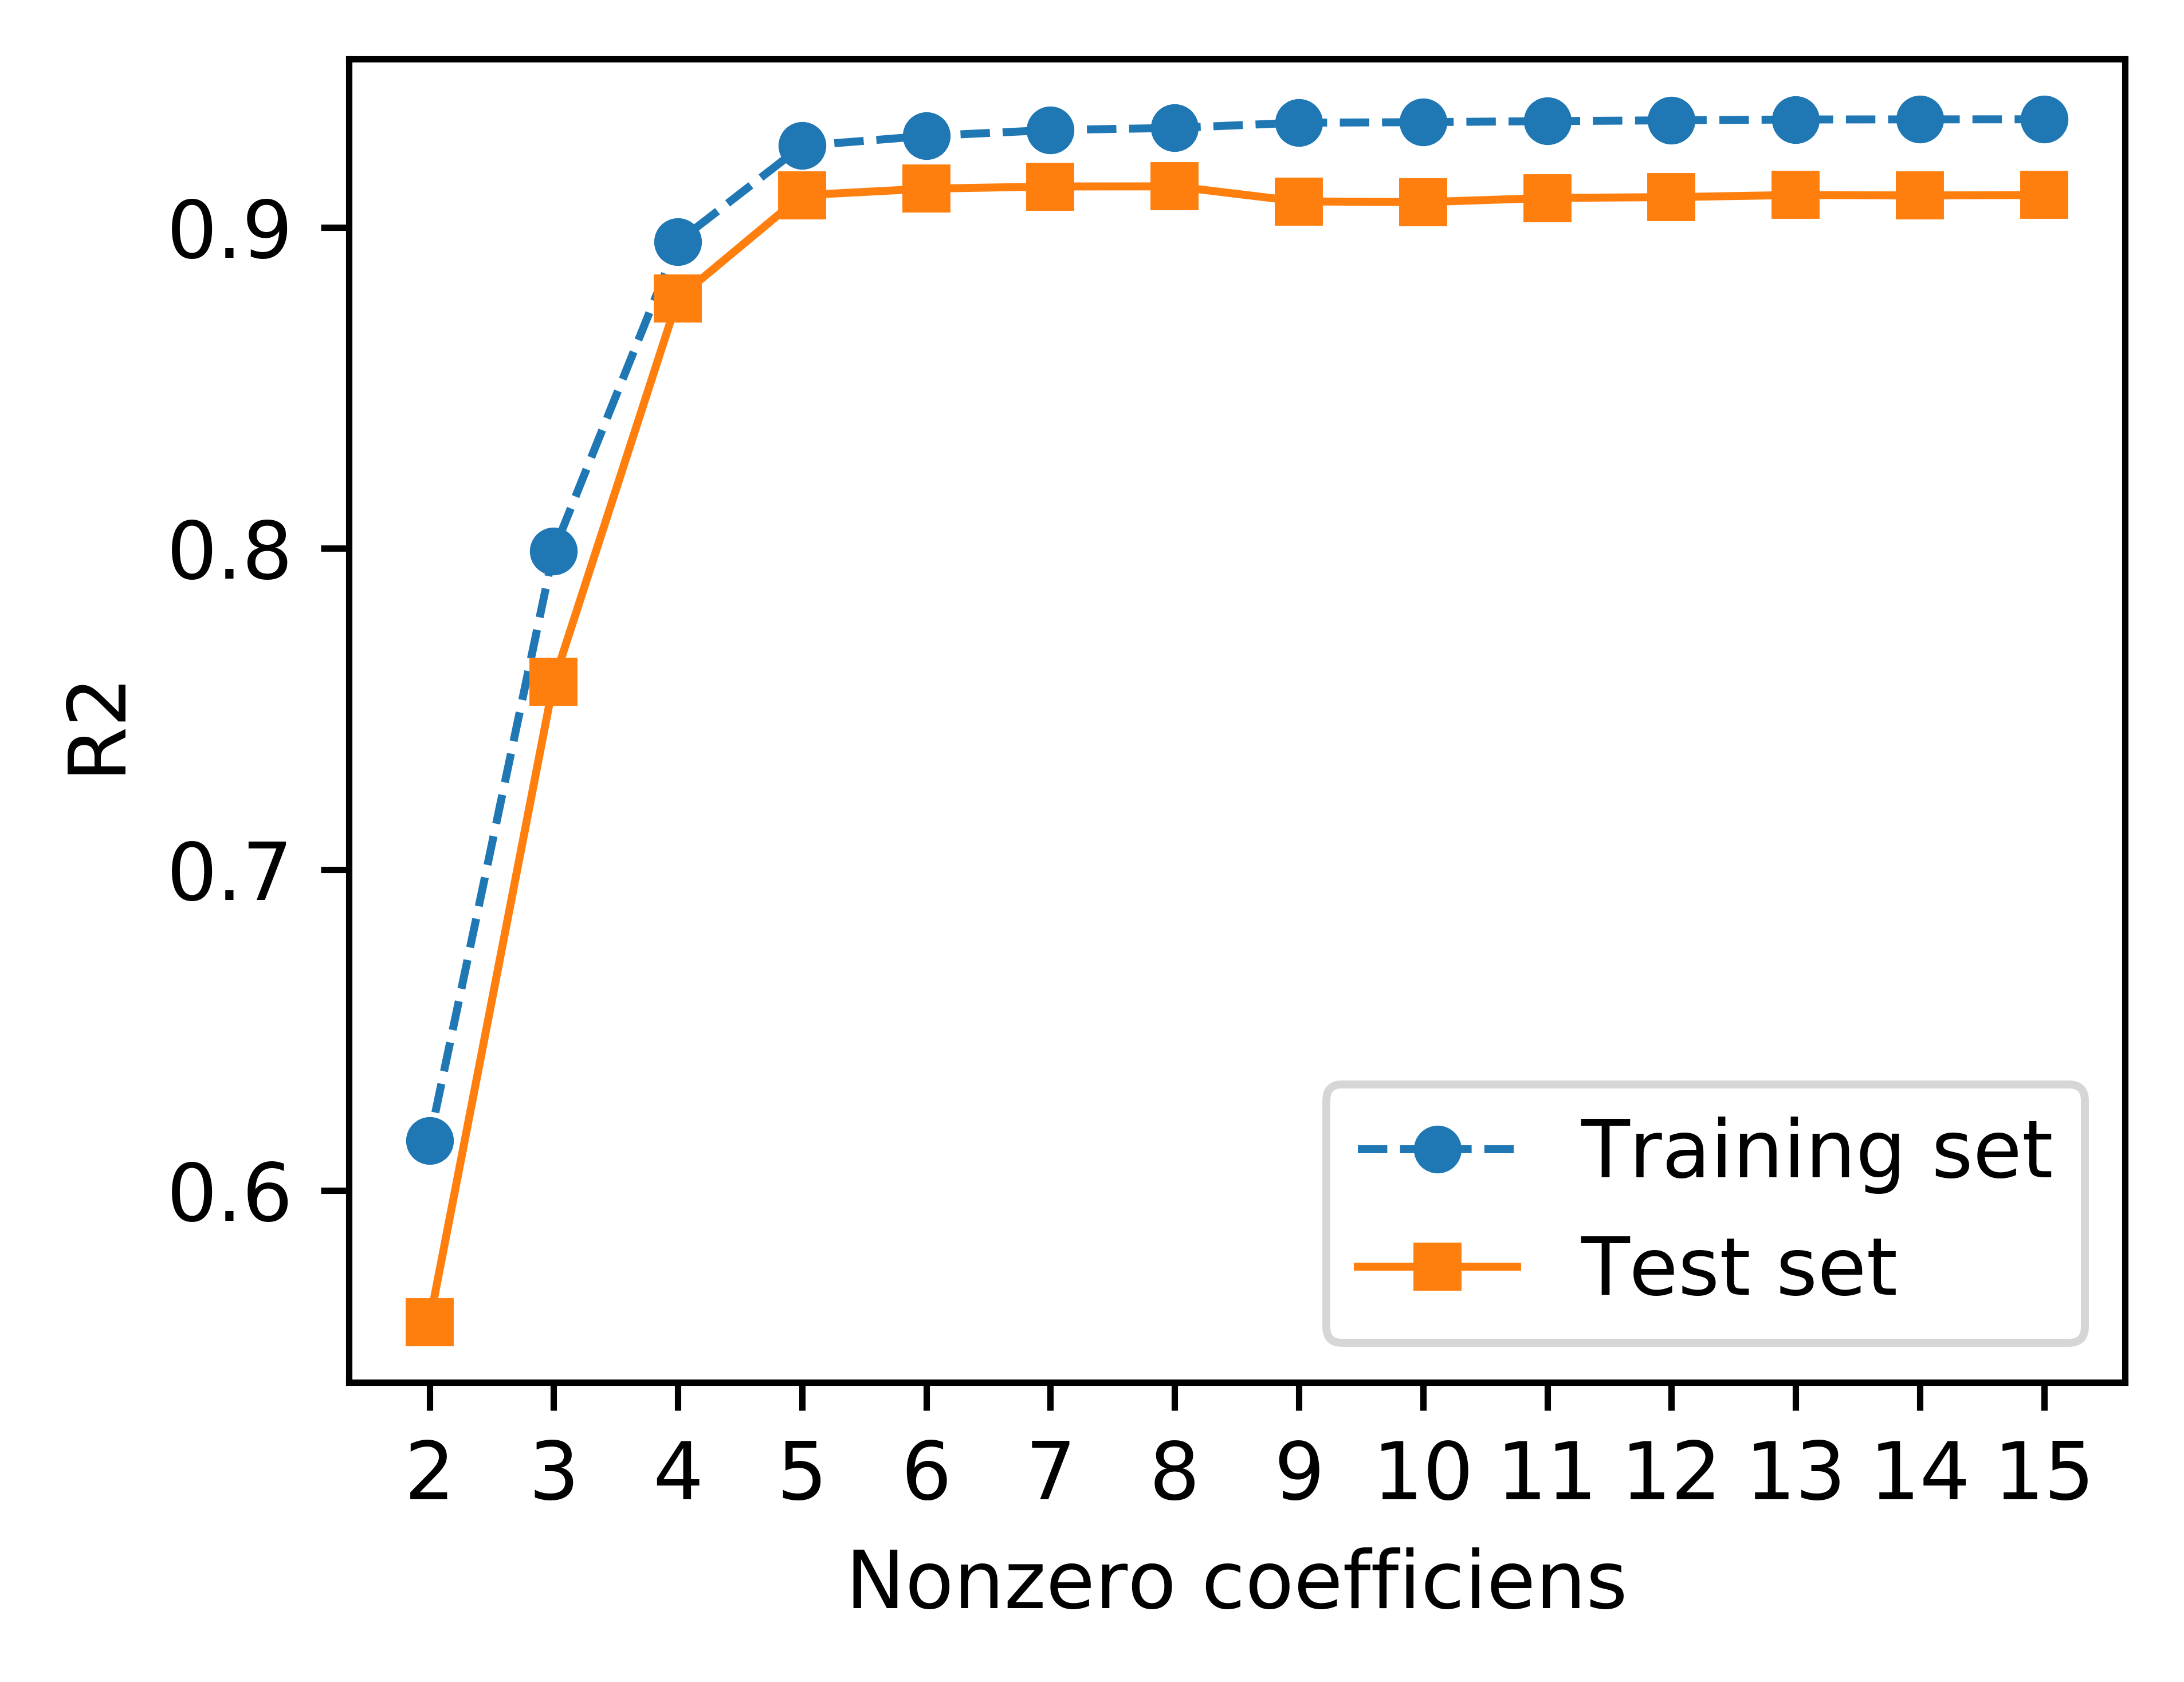 0.9
0.8
0.7
0.6
R2
2 3 4 5 6 7 8 9 10 11 12 13 14 15
Nonzero coefficiens
Training set
Test set